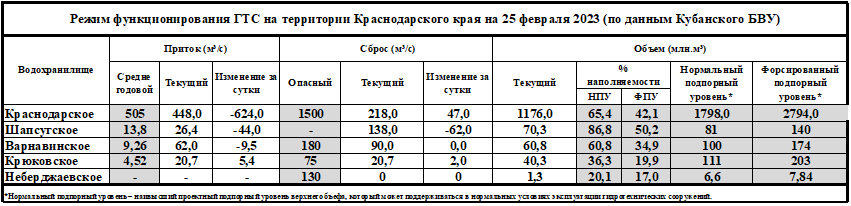 Режим функционирования ГТС на территории Краснодарского края на 25 февраля 2023 (по данным Кубанского БВУ)
Водохранилище Приток (м³/с) Сброс (м³/с) Объем (млн.м³)
Средне годовой Текущий Изменение за сутки Опасный Текущий Изменение за сутки Текущий % наполняемости Нормальный подпорный уровень* Форсированный подпорный уровень*
НПУ ФПУ
Краснодарское 505 448,0 -624,0 1500 218,0 47,0 1176,0 65,4 42,1 1798,0 2794,0
Шапсугское 13,8 26,4 -44,0 - 138,0 -62,0 70,3 86,8 50,2 81 140
Варнавинское 9,26 62,0 -9,5 180 90,0 0,0 60,8 60,8 34,9 100 174
Крюковское 4,52 20,7 5,4 75 20,7 2,0 40,3 36,3 19,9 111 203
Неберджаевское - - - 130 0 0 1,3 20,1 17,0 6,6 7,84
*Нормальный подпорный уровень – наивысший проектный подпорный уровень верхнего бьефа, который может поддерживаться в нормальных условиях эксплуатации гидротехнических сооружений.